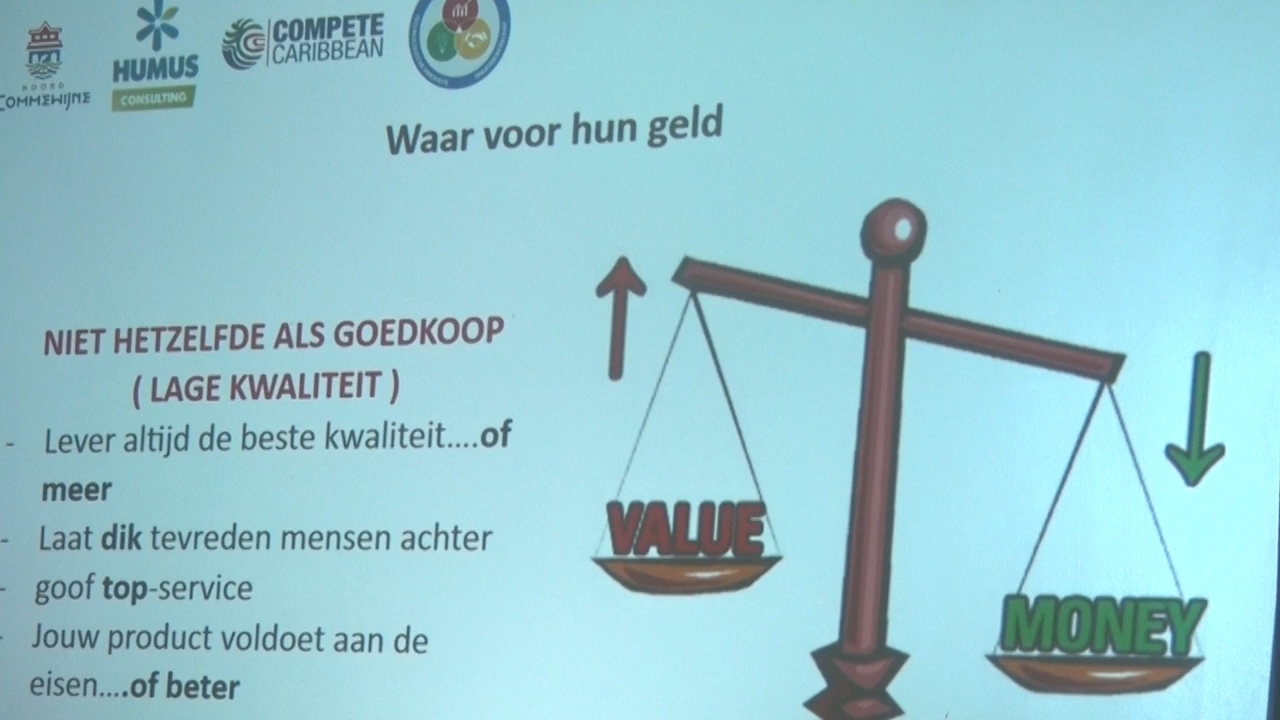 NOORD
COMMEWIJNE
HUMUS
CONSULTING
COMPETE
CARIBBEAN
Waar voor hun geld
NIET HETZELFDE ALS GOEDKOOP
( LAGE KWALITEIT )
- Lever altijd de beste kwaliteit....of
meer
- Laat dik tevreden mensen achter
- goof top-service
- Jouw product voldoet aan de
eisen....of beter
VALUE
MONEY